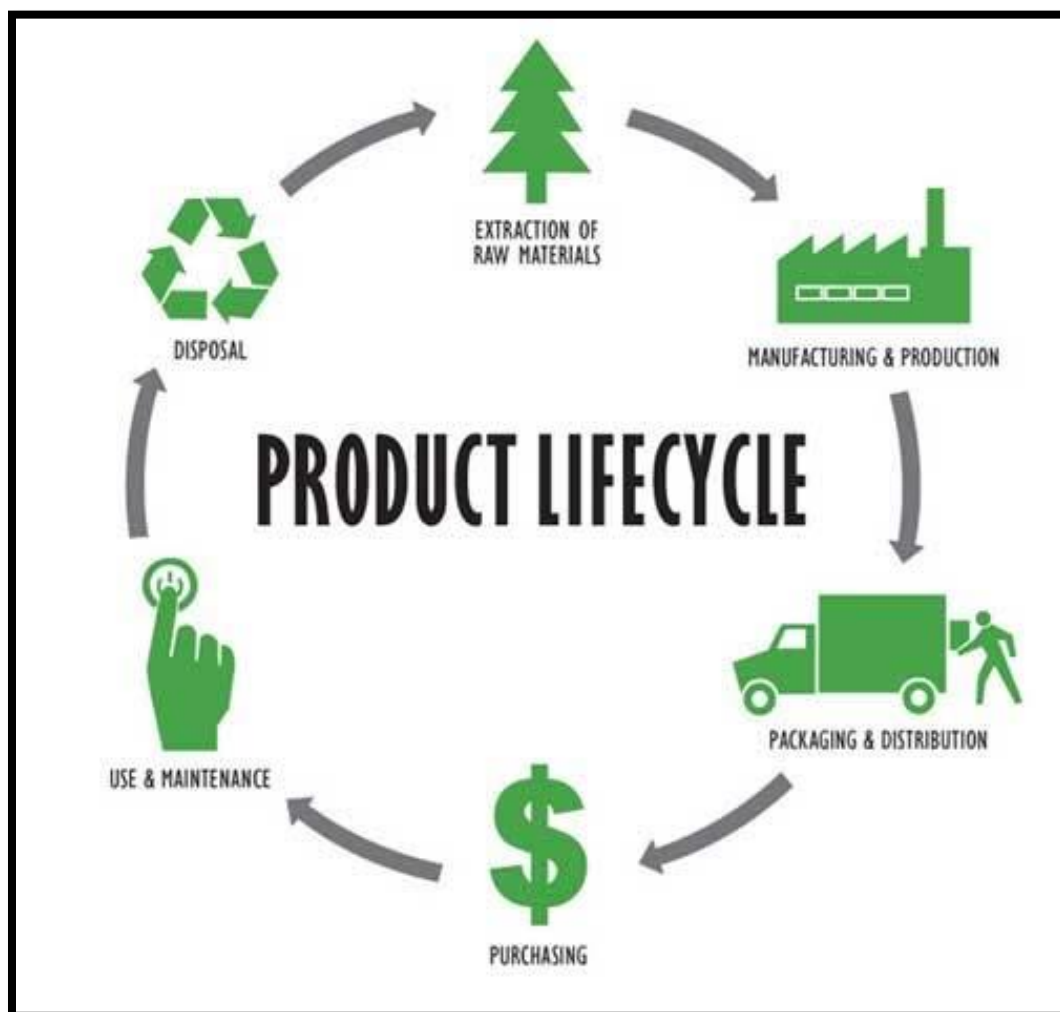 EXTRACTION OF
RAW MATERIALS
MANUFACTURING & PRODUCTION
PACKAGING & DISTRIBUTION
PURCHASING
USE & MAINTENANCE
DISPOSAL
PRODUCT LIFECYCLE